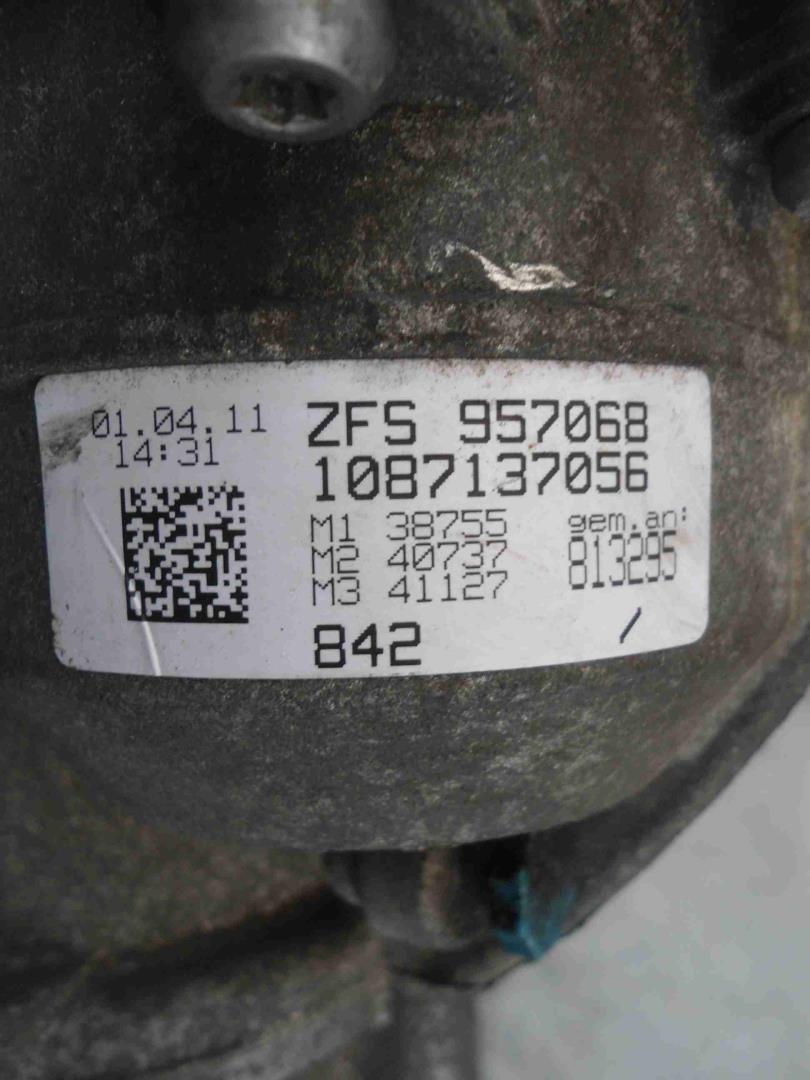 01.04.11
14:31
ZFS 957068
1087137056
M1 38755
M2 40737
M3 41127
gem.an:
813295
842 /